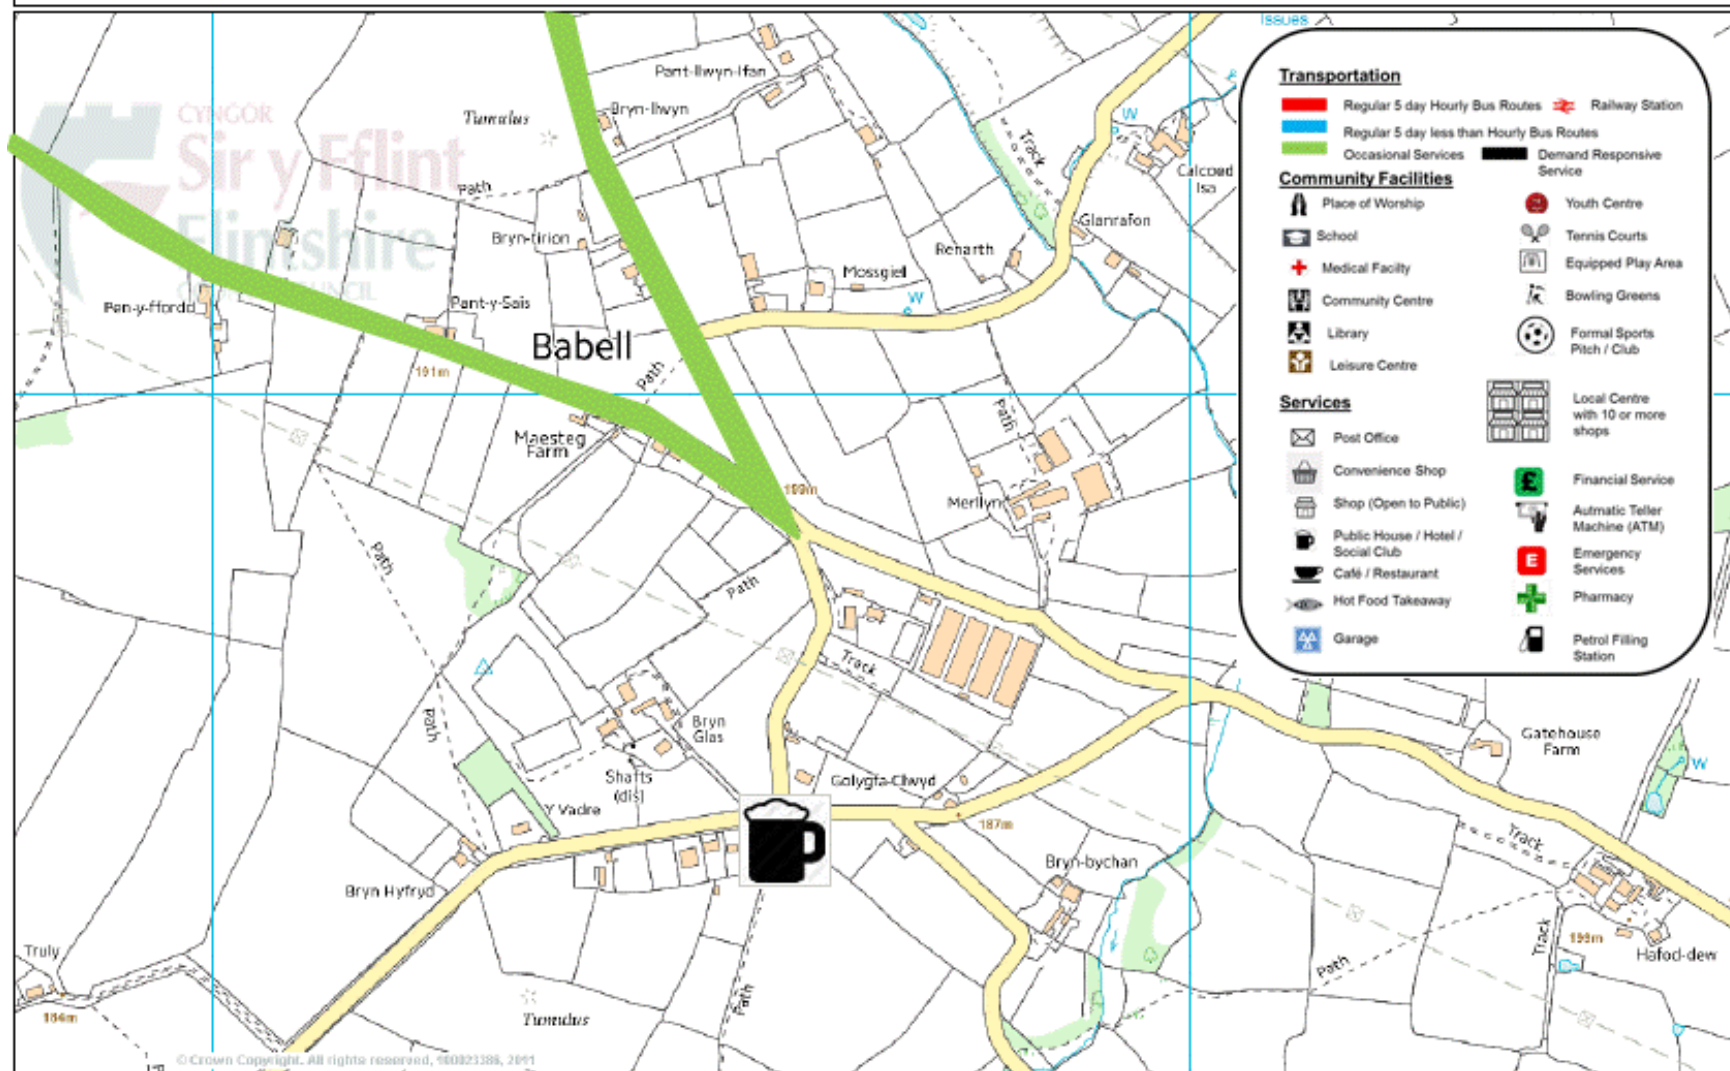 Issues
Pant-llwyn-Ifan
Bryn-llwyn
Tumulus
W
Track
Calcoed
Isa
CYNGOR
Sir y Fflint
Flintshire
COUNCIL
Path
Glanrafon
Bryn-tirion
Renarth
Mossgiel
W
Pen-y-ffordd
Pant-y-Sais
Babell
191m
Path
Path
Maesteg
Farm
199m
Merllyn
Path
Path
Track
Path
Bryn
Glas
Shafts
(dis)
Golygfa-Clwyd
Y Vadre
187m
Bryn-bychan
Bryn Hyfryd
Gatehouse
Farm
W
Track
Truly
184m
Tumulus
Path
Path
Track
199m
Hafod-dew
© Crown Copyright. All rights reserved, 100023386, 2011
Transportation
Regular 5 day Hourly Bus Routes
Railway Station
Regular 5 day less than Hourly Bus Routes
Occasional Services
Demand Responsive
Service
Community Facilities
Place of Worship
Youth Centre
School
Tennis Courts
Medical Facilty
Equipped Play Area
Community Centre
Bowling Greens
Library
Formal Sports
Pitch / Club
Leisure Centre
Services
Local Centre
with 10 or more
shops
Post Office
Convenience Shop
£
Financial Service
Shop (Open to Public)
Autmatic Teller
Machine (ATM)
Public House / Hotel /
Social Club
E
Emergency
Services
Café / Restaurant
Hot Food Takeaway
Pharmacy
Garage
Petrol Filling
Station